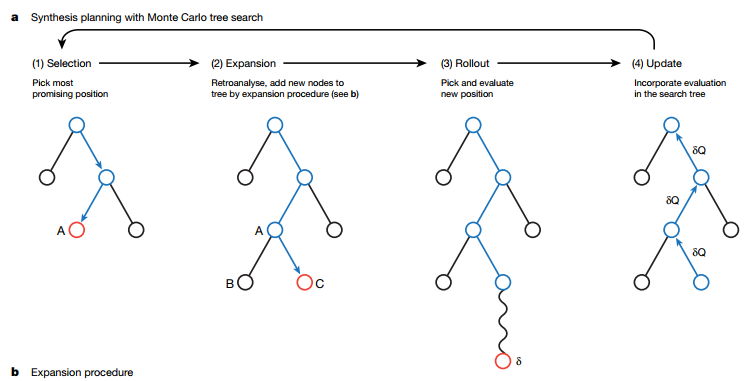 a Synthesis planning with Monte Carlo tree search
(1) Selection
Pick most
promising position
(2) Expansion
Retroanalyse, add new nodes to
tree by expansion procedure (see b)
(3) Rollout
Pick and evaluate
new position
(4) Update
Incorporate evaluation
in the search tree
A
A
B
C
δ
δQ
δQ
δQ
b Expansion procedure